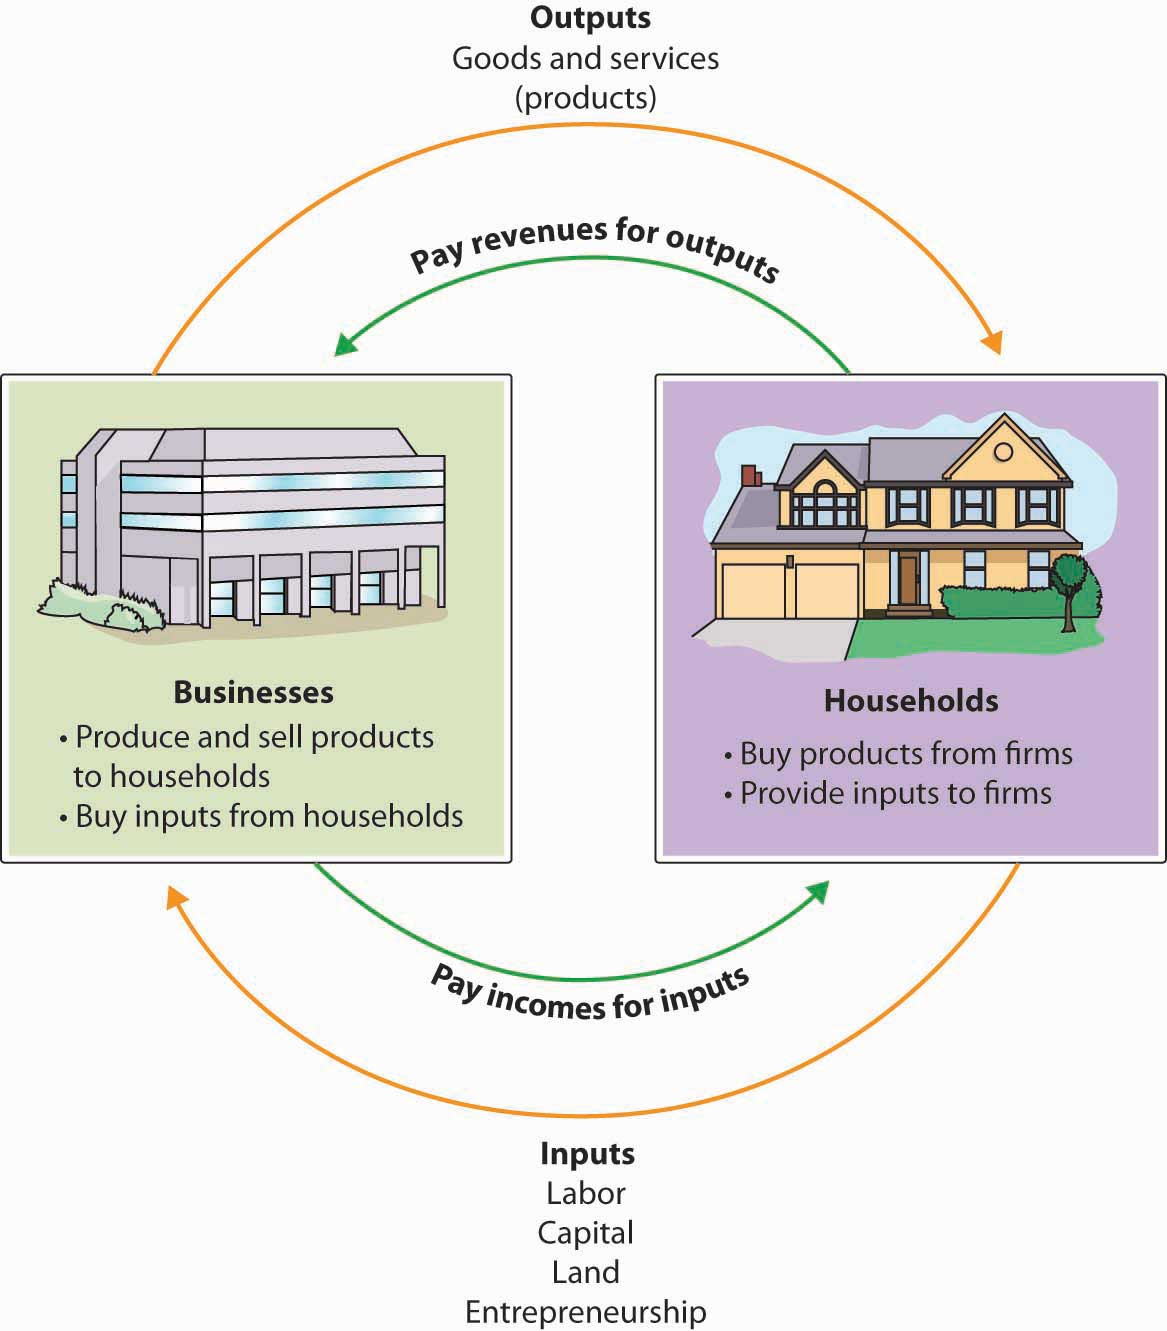 Outputs
Goods and services
(products)
Pay revenues for outputs
Businesses
• Produce and sell products
to households
• Buy inputs from households
Households
• Buy products from firms
• Provide inputs to firms
Pay incomes for inputs
Inputs
Labor
Capital
Land
Entrepreneurship